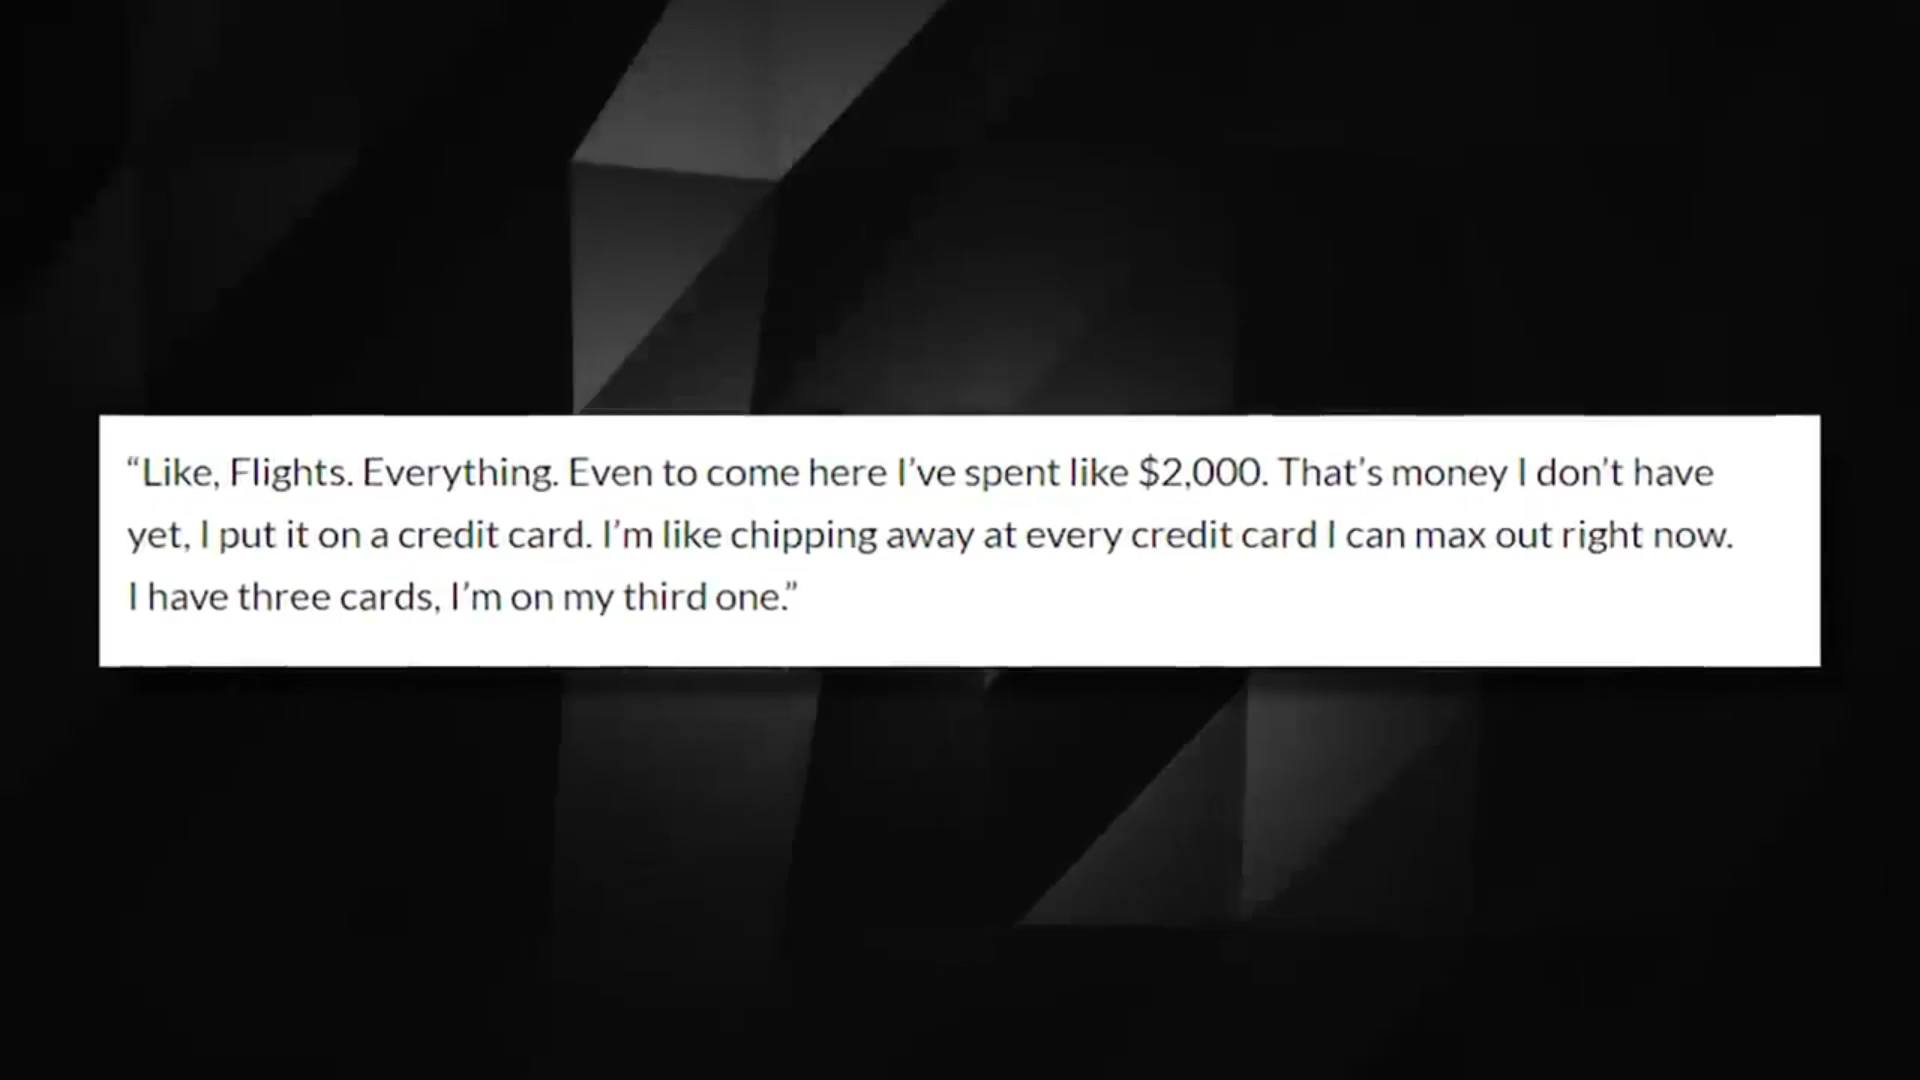 “Like, Flights. Everything. Even to come here I’ve spent like $2,000. That’s money I don’t have
yet, I put it on a credit card. I’m like chipping away at every credit card I can max out right now.
I have three cards, I’m on my third one.”